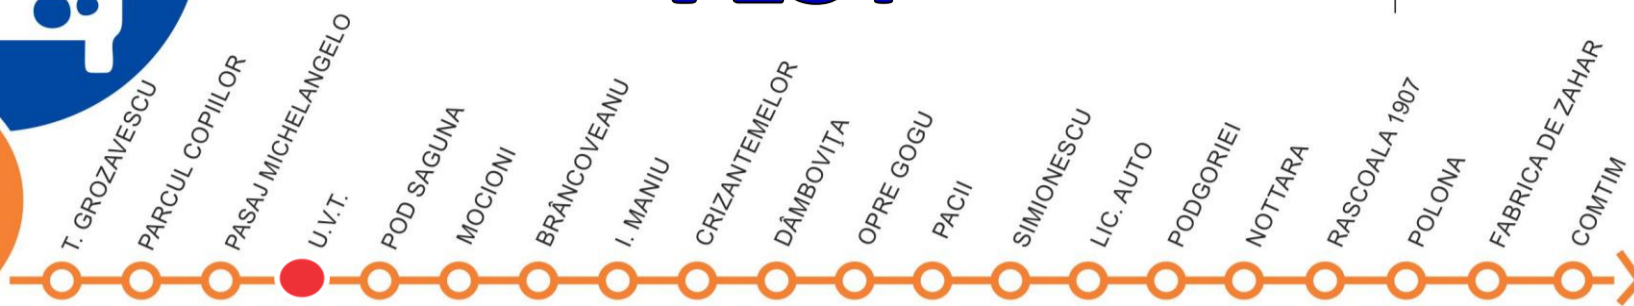 T. GROZAVESCU
PARCUL COPIILOR
PASAJ MICHELANGELO
U.V.T.
POD SAGUNA
MOCIONI
BRÂNCOVEANU
I. MANIU
CRIZANTEMELOR
DÂMBOVIŢA
OPRE GOGU
PACII
SIMIONESCU
LIC. AUTO
PODGORIEI
NOTTARA
RASCOALA 1907
POLONA
FABRICA DE ZAHAR
COMTIM